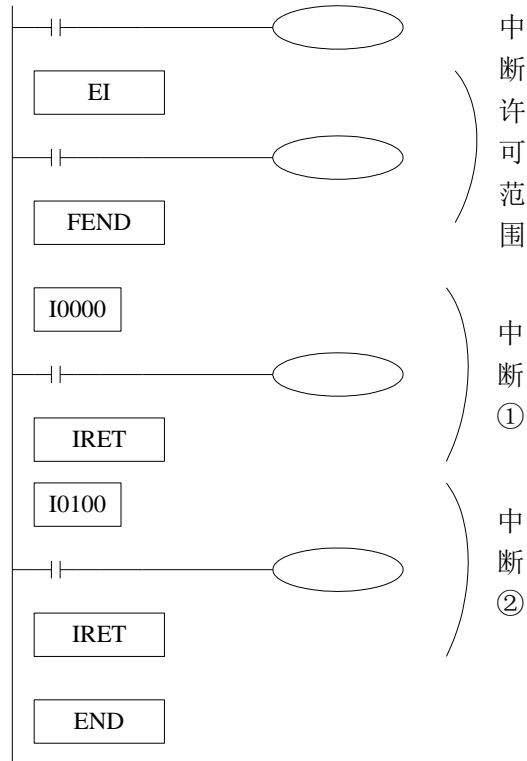 EI
FEND
中断许可范围
I0000
IRET
中断①
I0100
IRET
中断②
END